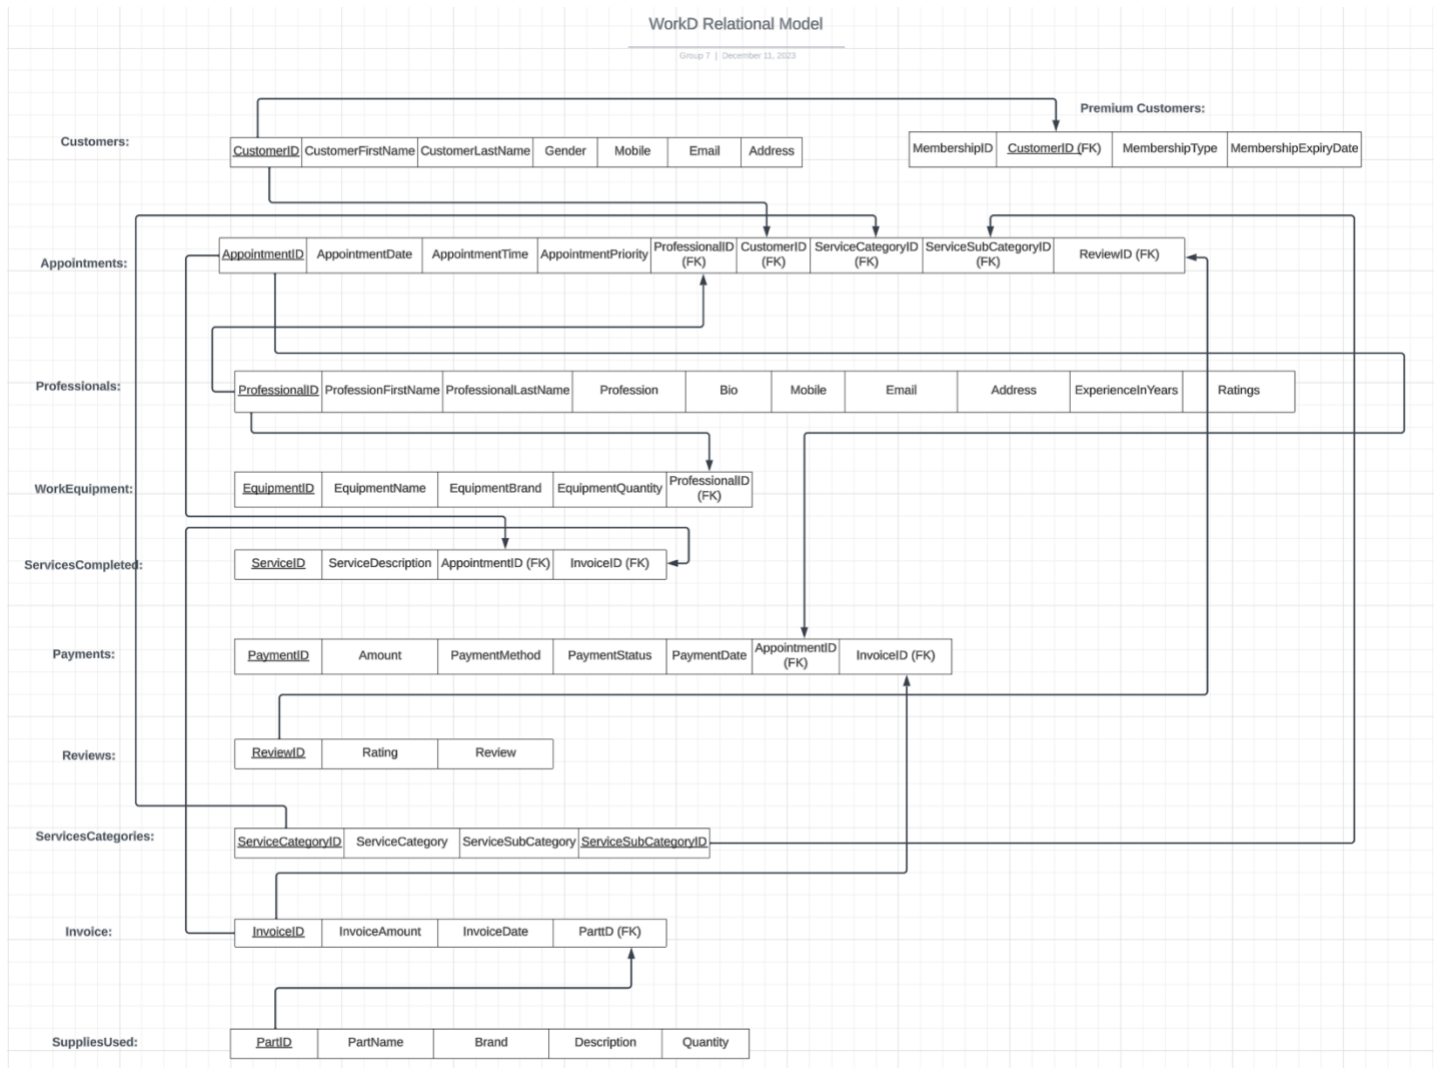 WorkD Relational Model
Group 7 | December 11, 2023
Premium Customers:
Customers:
CustomerID CustomerFirstName CustomerLastName Gender Mobile Email Address
MembershipID CustomerID (FK) MembershipType MembershipExpiryDate
Appointments:
AppointmentID AppointmentDate AppointmentTime AppointmentPriority ProfessionalID (FK) CustomerID (FK) ServiceCategoryID (FK) ServiceSubCategoryID (FK) ReviewID (FK)
Professionals:
ProfessionalID ProfessionFirstName ProfessionalLastName Profession Bio Mobile Email Address ExperienceInYears Ratings
WorkEquipment:
EquipmentID EquipmentName EquipmentBrand EquipmentQuantity ProfessionalID (FK)
ServicesCompleted:
ServiceID ServiceDescription AppointmentID (FK) InvoiceID (FK)
Payments:
PaymentID Amount PaymentMethod PaymentStatus PaymentDate AppointmentID (FK) InvoiceID (FK)
Reviews:
ReviewID Rating Review
ServicesCategories:
ServiceCategoryID ServiceCategory ServiceSubCategory ServiceSubCategoryID
Invoice:
InvoiceID InvoiceAmount InvoiceDate ParttD (FK)
SuppliesUsed:
PartID PartName Brand Description Quantity